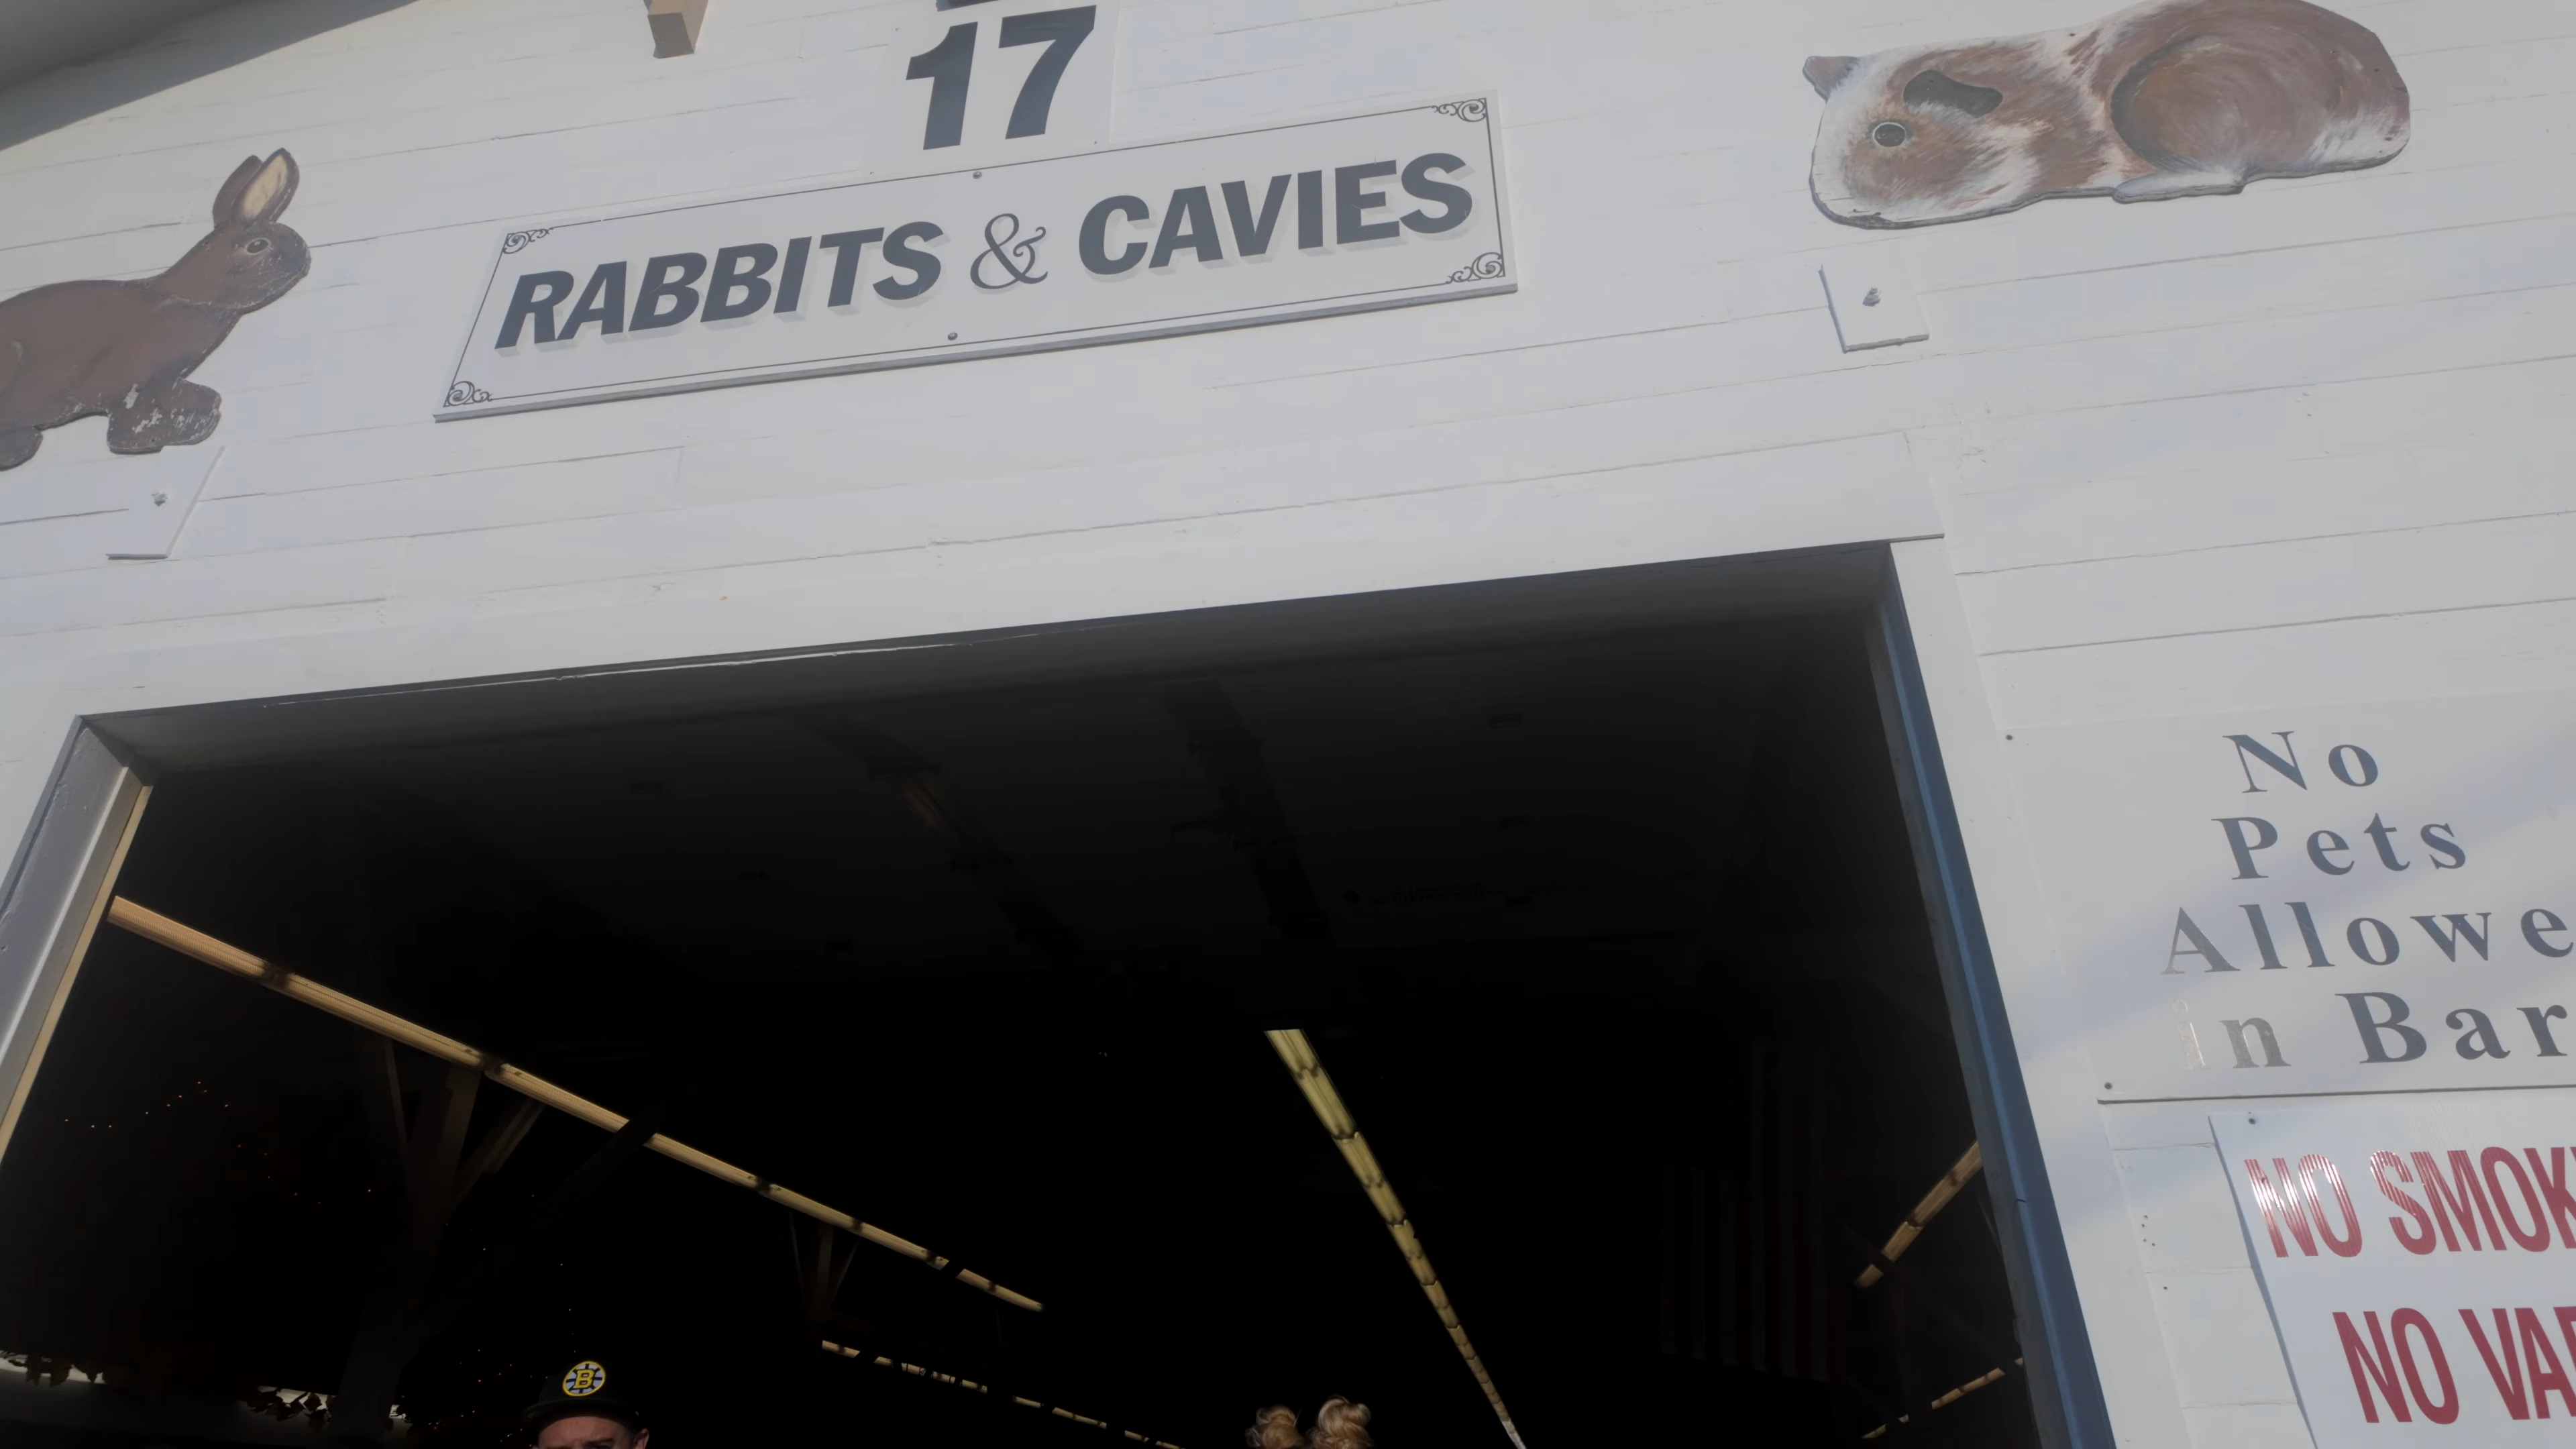 17
RABBITS & CAVIES
No
Pets
Allowe
in Bar
NO SMOK
NO VA
B